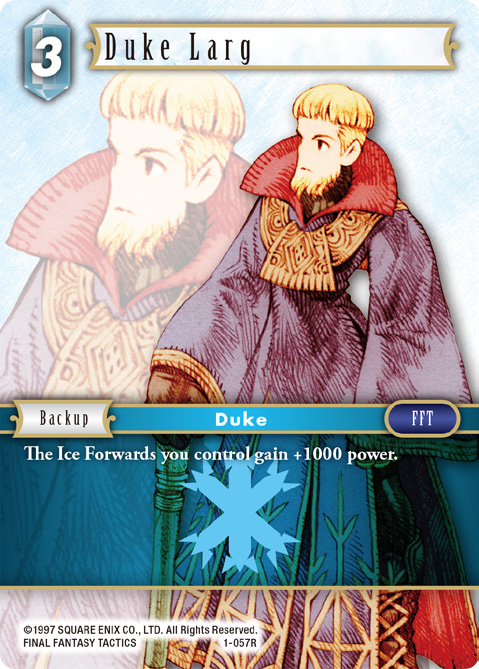 3
Duke Larg
Backup
Duke
FFT
The Ice Forwards you control gain +1000 power.
©1997 SQUARE ENIX CO., LTD. All Rights Reserved.
FINAL FANTASY TACTICS 1-057R